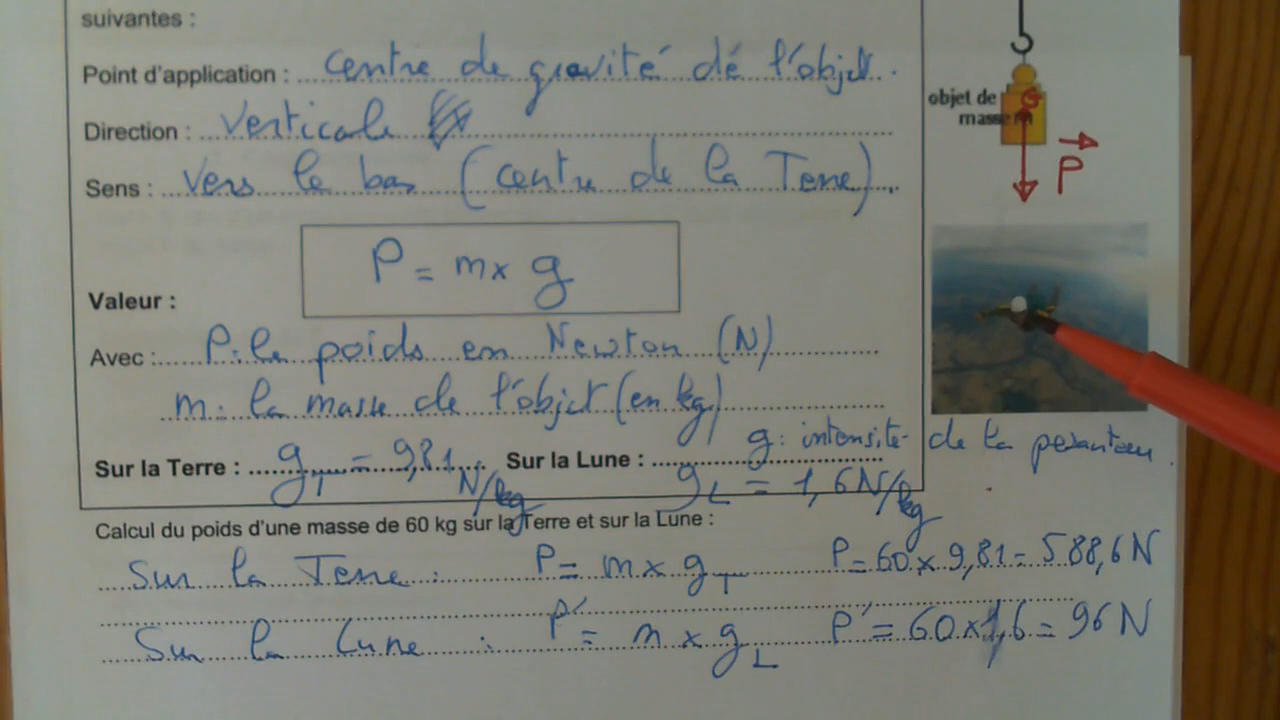 suivantes :
Point d'application : centre de gravité dé l'objet.
Direction : Verticale
Sens : Vers le bas (centre de la Terre)
objet de
masse m
G
P
P = m x g
Valeur :
Avec : P: le poids en Newton (N)
m: la masse de l'objet (en kg)
g: intensité de la pesanteur.
Sur la Terre : gT = 9,81 N/kg Sur la Lune : gL = 1,6 N/kg
Calcul du poids d'une masse de 60 kg sur la Terre et sur la Lune :
Sur la Terre : P = m x gT P = 60 x 9,81 = 588,6 N
Sur la Lune : P' = m x gL P' = 60 x 1,6 = 96 N